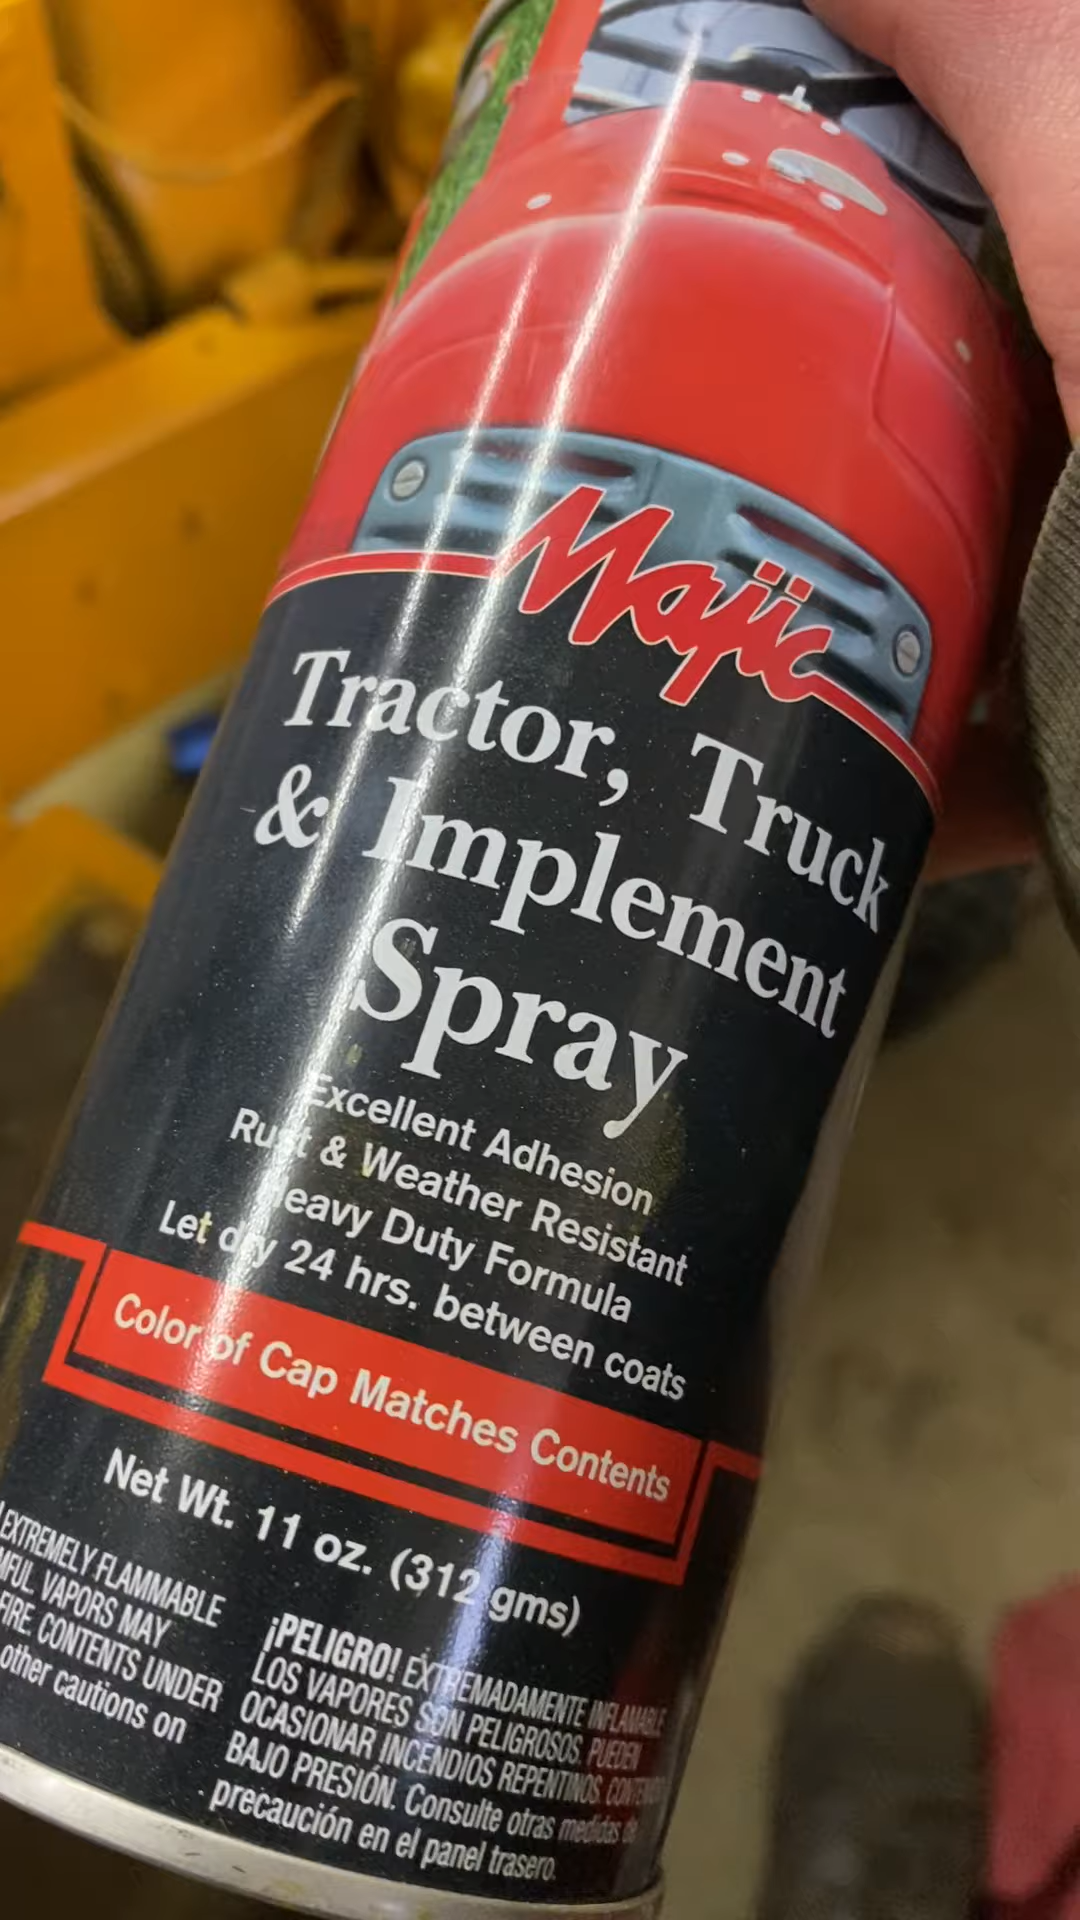 Majic
Tractor, Truck
& Implement
Spray
Excellent Adhesion
Rust & Weather Resistant
Heavy Duty Formula
Let dry 24 hrs. between coats
Color of Cap Matches Contents
Net Wt. 11 oz. (312 gms)
EXTREMELY FLAMMABLE
VAPORS MAY
FIRE. CONTENTS UNDER
other cautions on
¡PELIGRO! EXTREMADAMENTE INFLAMABLE
LOS VAPORES SON PELIGROSOS. PUEDEN
OCASIONAR INCENDIOS REPENTINOS.
BAJO PRESIÓN. Consulte otras medidas de
precaución en el panel trasero.